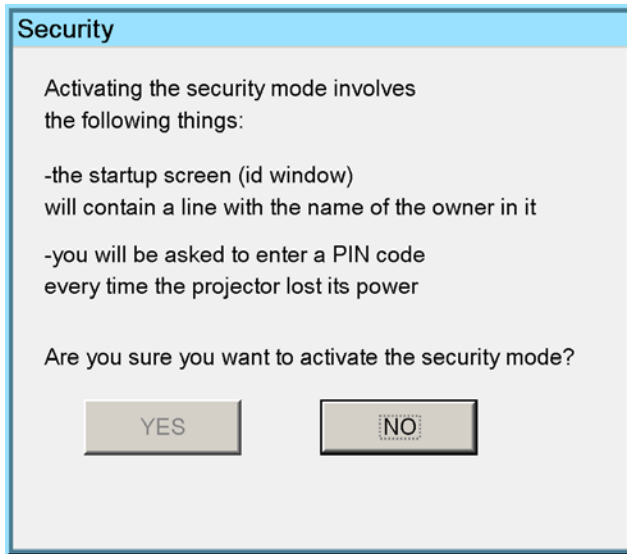 Security
Activating the security mode involves
the following things:
-the startup screen (id window)
will contain a line with the name of the owner in it
-you will be asked to enter a PIN code
every time the projector lost its power
Are you sure you want to activate the security mode?
YES NO